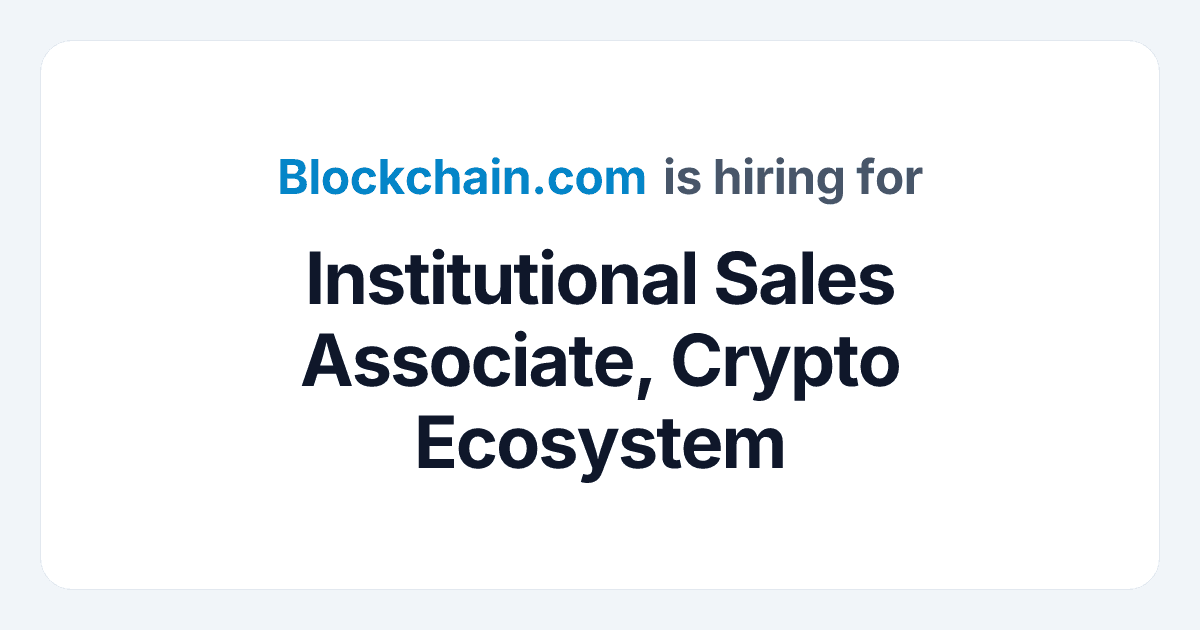 Blockchain.com is hiring for
Institutional Sales
Associate, Crypto
Ecosystem